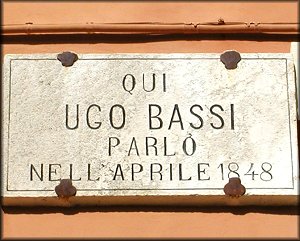 QUI
UGO BASSI
PARLÒ
NELL'APRILE 1848